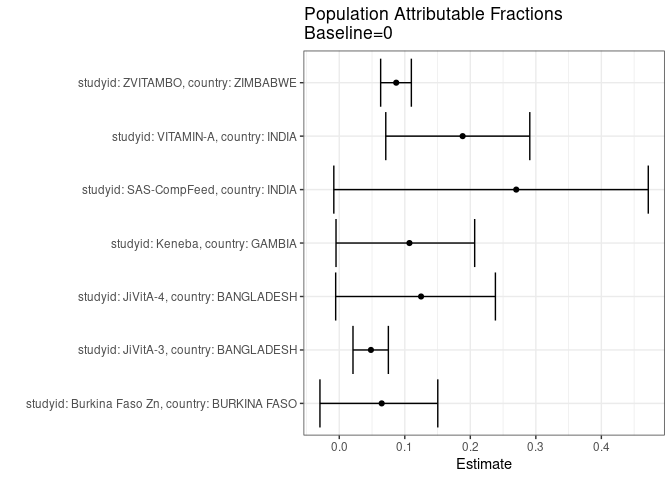 Population Attributable Fractions
Baseline=0
studyid: ZVITAMBO, country: ZIMBABWE
studyid: VITAMIN-A, country: INDIA
studyid: SAS-CompFeed, country: INDIA
studyid: Keneba, country: GAMBIA
studyid: JiVitA-4, country: BANGLADESH
studyid: JiVitA-3, country: BANGLADESH
studyid: Burkina Faso Zn, country: BURKINA FASO
0.0 0.1 0.2 0.3 0.4
Estimate